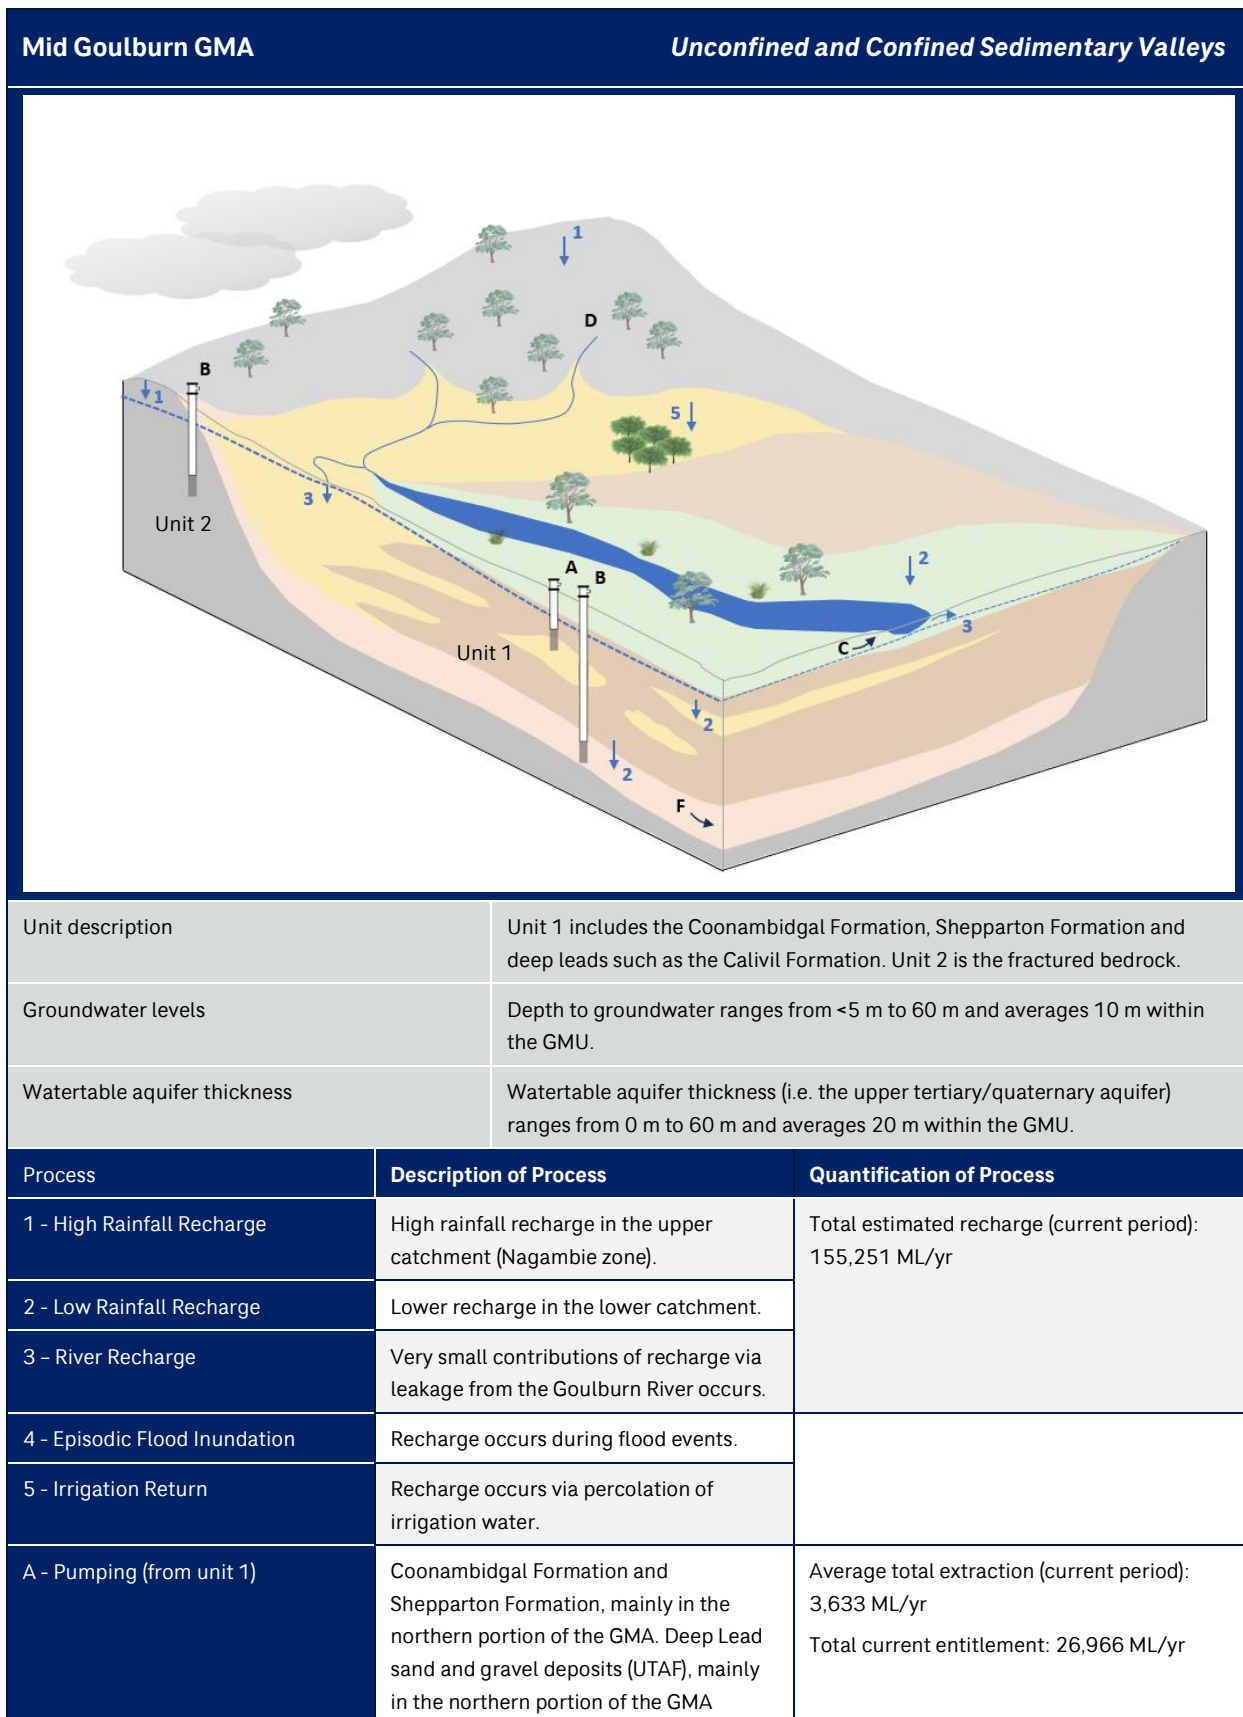 Mid Goulburn GMA
Unconfined and Confined Sedimentary Valleys
1
D
B
1
5
3
Unit 2
2
A
B
3
C
Unit 1
2
2
F
Unit description
Unit 1 includes the Coonambidgal Formation, Shepparton Formation and
deep leads such as the Calivil Formation. Unit 2 is the fractured bedrock.
Groundwater levels
Depth to groundwater ranges from <5 m to 60 m and averages 10 m within
the GMU.
Watertable aquifer thickness
Watertable aquifer thickness (i.e. the upper tertiary/quaternary aquifer)
ranges from 0 m to 60 m and averages 20 m within the GMU.
Process
Description of Process
Quantification of Process
1 - High Rainfall Recharge
High rainfall recharge in the upper
catchment (Nagambie zone).
Total estimated recharge (current period):
155,251 ML/yr
2 - Low Rainfall Recharge
Lower recharge in the lower catchment.
3 – River Recharge
Very small contributions of recharge via
leakage from the Goulburn River occurs.
4 - Episodic Flood Inundation
Recharge occurs during flood events.
5 - Irrigation Return
Recharge occurs via percolation of
irrigation water.
A - Pumping (from unit 1)
Coonambidgal Formation and
Shepparton Formation, mainly in the
northern portion of the GMA. Deep Lead
sand and gravel deposits (UTAF), mainly
in the northern portion of the GMA
Average total extraction (current period):
3,633 ML/yr
Total current entitlement: 26,966 ML/yr